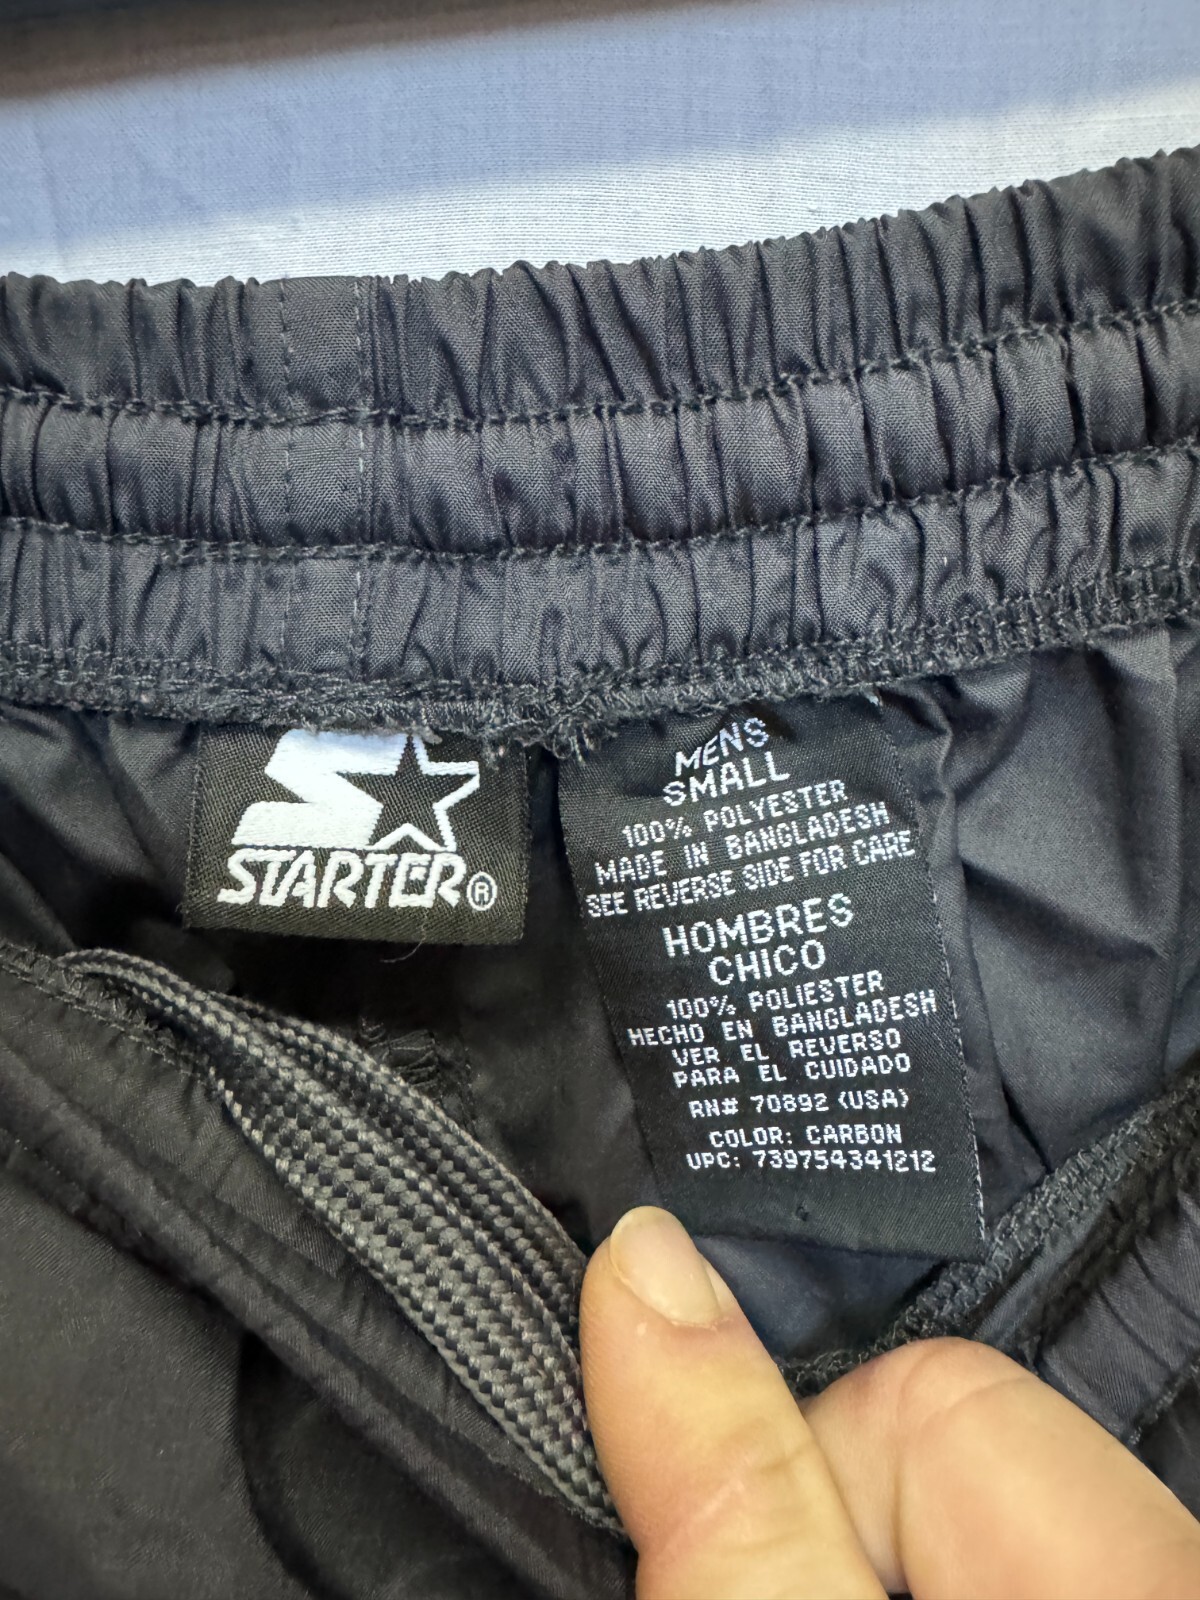 STARTER®
MENS
SMALL
100% POLYESTER
MADE IN BANGLADESH
SEE REVERSE SIDE FOR CARE
HOMBRES
CHICO
100% POLIESTER
HECHO EN BANGLADESH
VER EL REVERSO
PARA EL CUIDADO
RN# 70892 (USA)
COLOR: CARBON
UPC: 739754341212